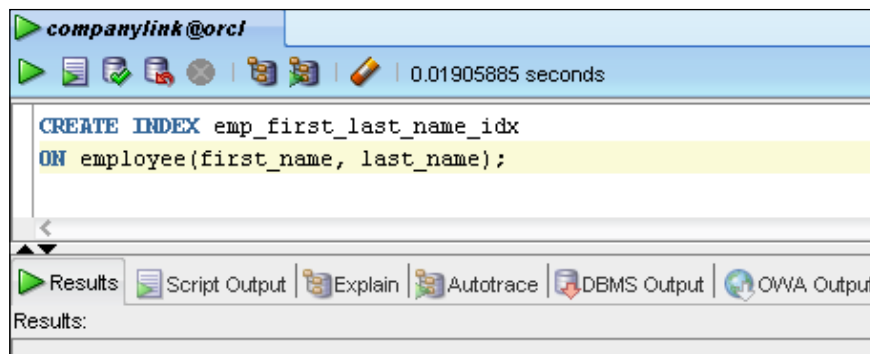 companylink@orcl
0.01905885 seconds
CREATE INDEX emp_first_last_name_idx
ON employee(first_name, last_name);
Results Script Output Explain Autotrace DBMS Output OWA Output
Results: